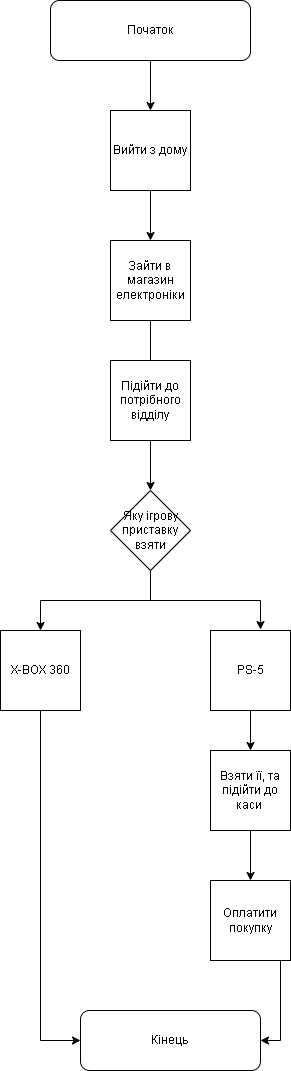 Початок
Вийти з дому
Зайти в
магазин
електроніки
Підійти до
потрібного
відділу
Яку ігрову
приставку
взяти
X-BOX 360
PS-5
Взяти її, та
підійти до
каси
Оплатити
покупку
Кінець